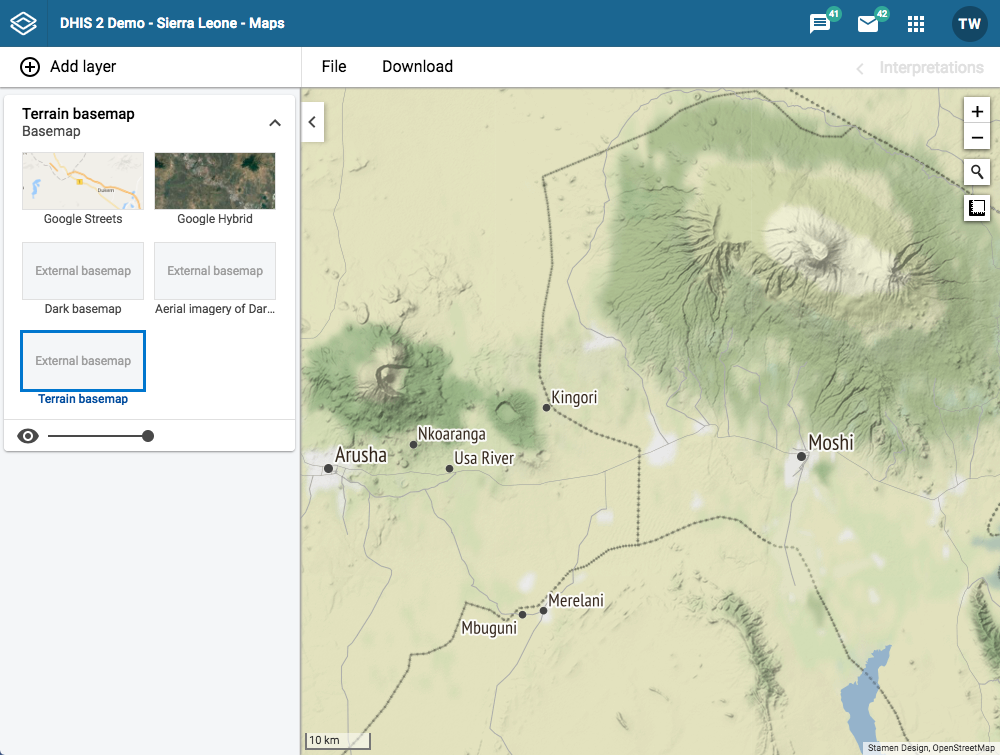 DHIS 2 Demo - Sierra Leone - Maps
41
42
TW
Add layer
File
Download
Interpretations
Terrain basemap
Basemap
Dakem
Google Streets
Google Hybrid
External basemap
External basemap
Dark basemap
Aerial imagery of Dar...
External basemap
Terrain basemap
+
−
Kingori
Nkoaranga
Arusha
Usa River
Moshi
Merelani
Mbuguni
10 km
Stamen Design, OpenStreetMap